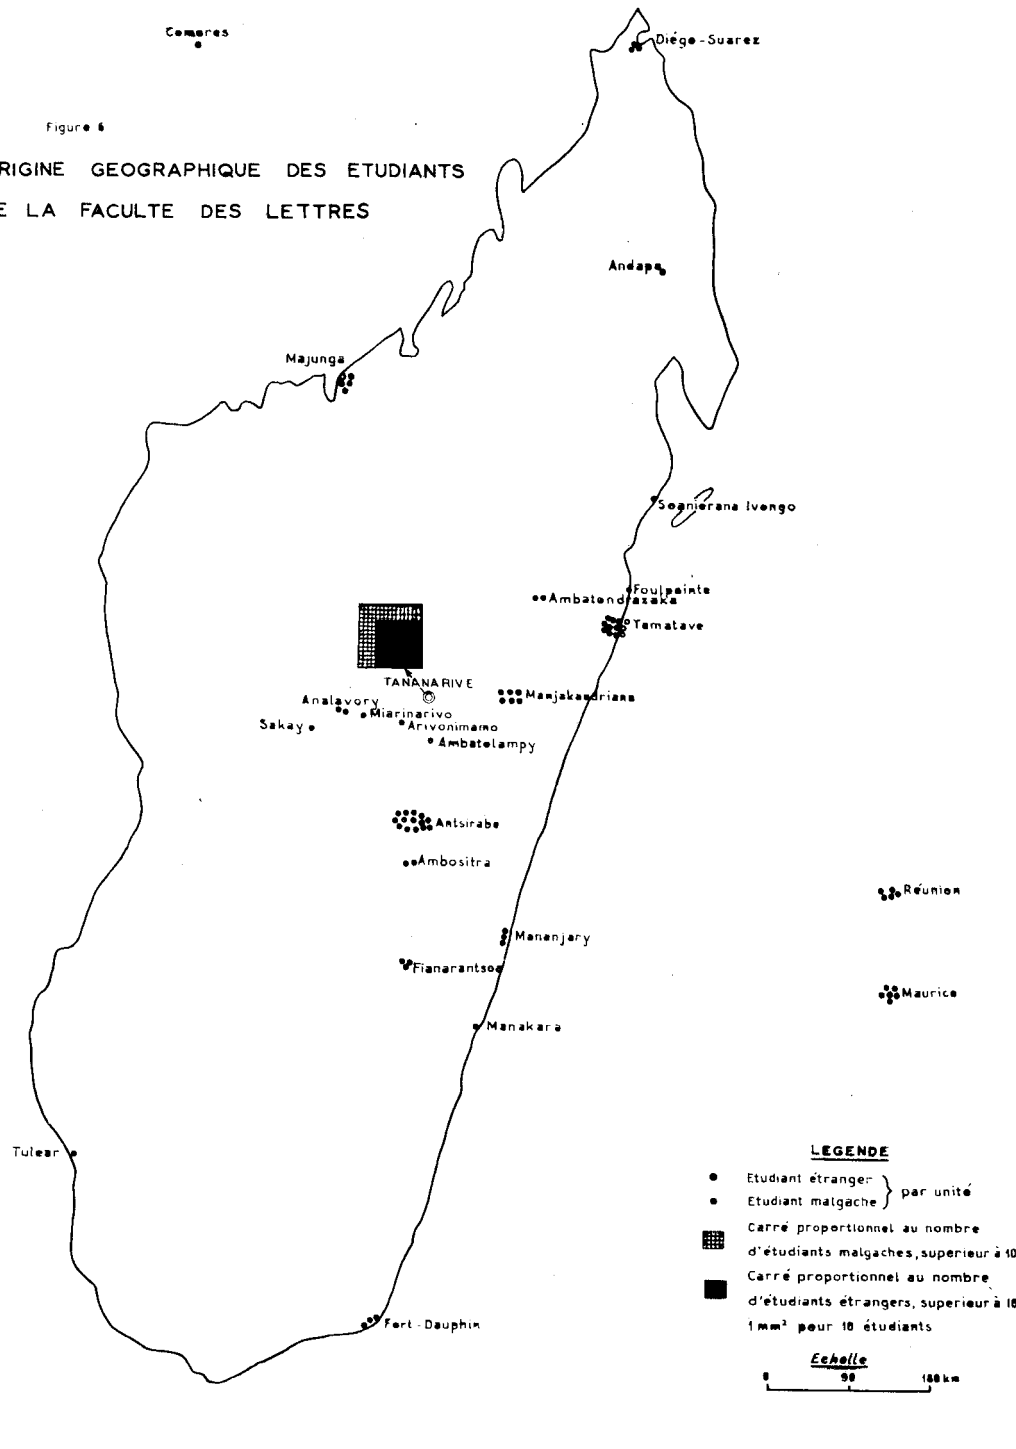 Comores
Diégo-Suarez
Figure 6
RIGINE GEOGRAPHIQUE DES ETUDIANTS
E LA FACULTE DES LETTRES
Andapa
Majunga
Soanierana Ivongo
Foulpointe
Ambatondrazaka
Tamatave
TANANARIVE
Manjakandriana
Analavory
Miarinarivo
Sakay
Arivonimamo
Ambatolampy
Antsirabe
Ambositra
Réunion
Mananjary
Fianarantsoa
Maurice
Manakara
Tulear
LEGENDE
Etudiant étranger
Etudiant malgache
par unité
Carré proportionnel au nombre
d'étudiants malgaches, superieur à 10
Carré proportionnel au nombre
d'étudiants étrangers, superieur à 10
1 mm² pour 10 étudiants
Fort-Dauphin
Echelle
0 90 180 km